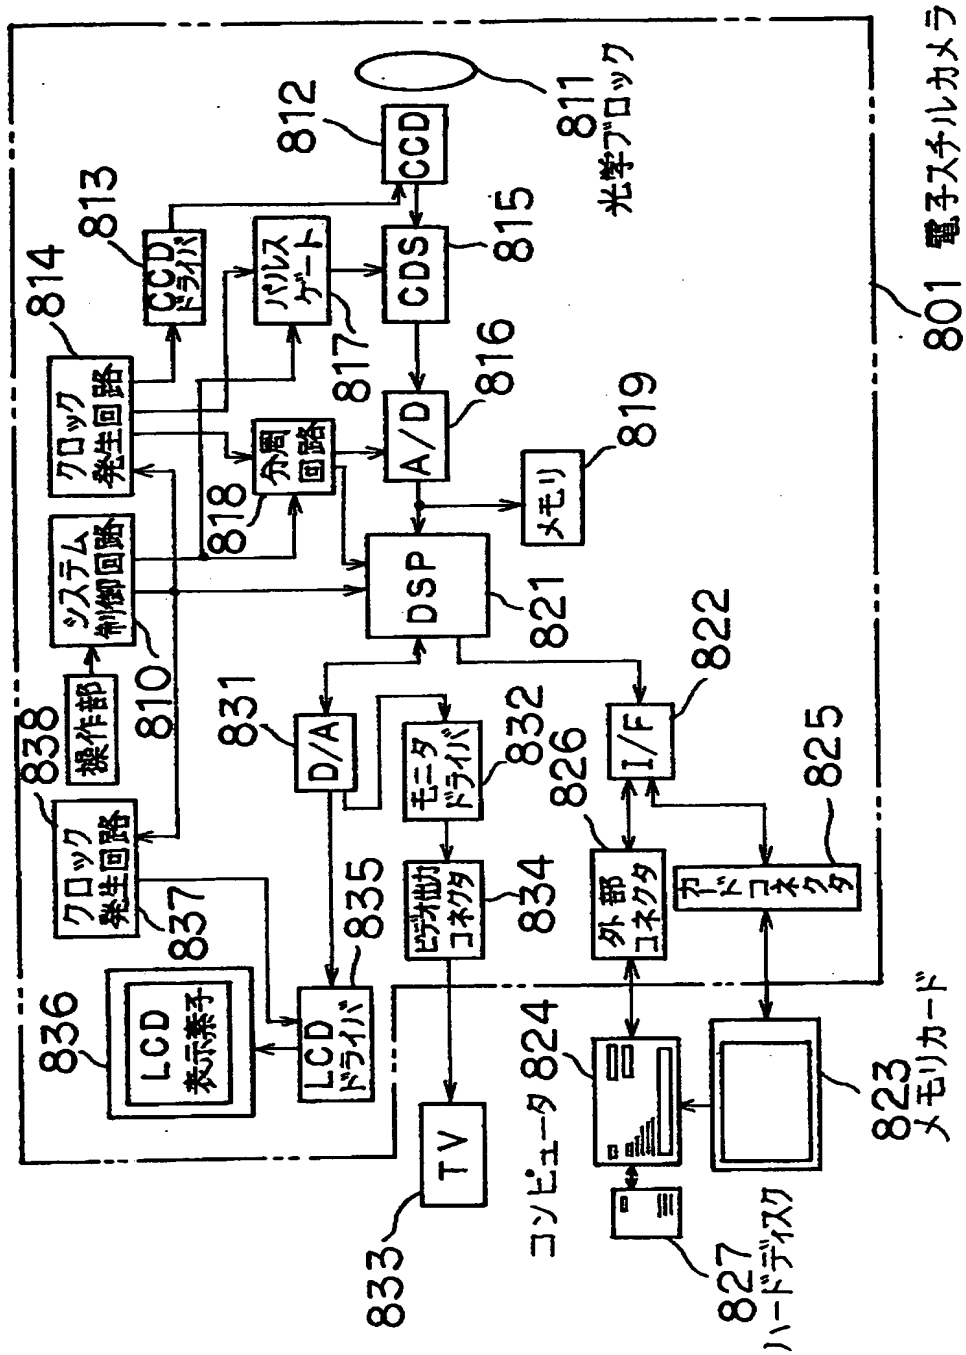 801 電子スチルカメラ
811
光学ブロック
812
CCD
813
CCD
ドライバ
814
クロック
発生回路
パルス
ゲート
817
CDS
815
816
A/D
分周
回路
818
819
メモリ
システム
制御回路
810
操作部
838
DSP
821
831
D/A
モニタ
ドライバ
832
822
I/F
826
外部
コネクタ
825
カードコネクタ
クロック
発生回路
837
835
LCD
ドライバ
ビデオ出力
コネクタ
834
836
LCD
表示素子
TV
833
コンピュータ 824
823
メモリカード
827
ハードディスク